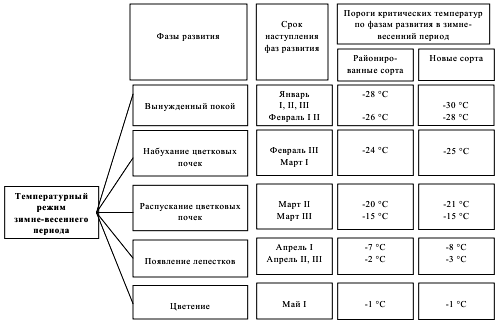 Фазы развития
Срок
наступления
фаз развития
Пороги критических температур
по фазам развития в зимне-
весенний период
Райониро-
ванные сорта
Новые сорта
Температурный
режим
зимне-весеннего
периода
Вынужденный покой
Январь
I, II, III
Февраль I II
-28 °C
-26 °C
-30 °C
-28 °C
Набухание цветковых
почек
Февраль III
Март I
-24 °C
-25 °C
Распускание цветковых
почек
Март II
Март III
-20 °C
-15 °C
-21 °C
-15 °C
Появление лепестков
Апрель I
Апрель II, III
-7 °C
-2 °C
-8 °C
-3 °C
Цветение
Май I
-1 °C
-1 °C